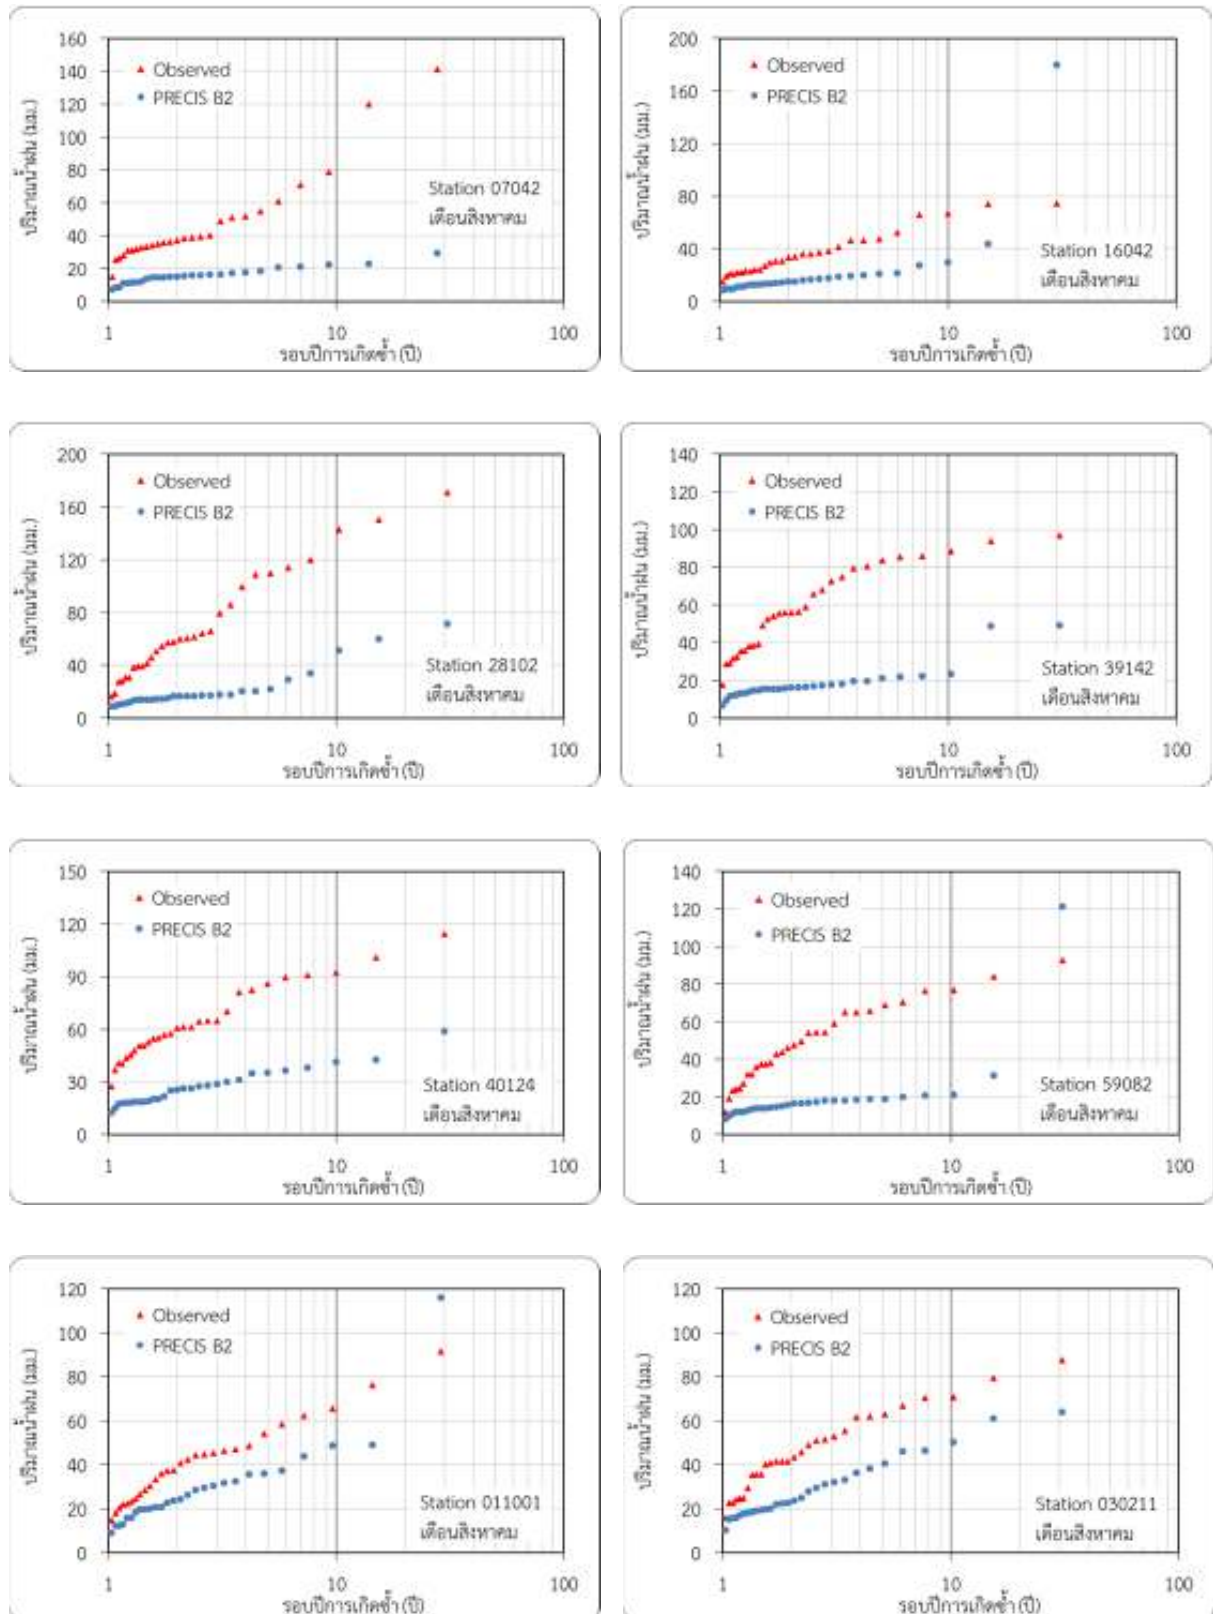 160
140
120
100
80
60
40
20
0
ปริมาณน้ำฝน (มม.)
Observed
PRECIS B2
Station 07042
เดือนสิงหาคม
1 10 100
รอบปีการเกิดซ้ำ (ปี)
200
160
120
80
40
0
ปริมาณน้ำฝน (มม.)
Observed
PRECIS B2
Station 16042
เดือนสิงหาคม
1 10 100
รอบปีการเกิดซ้ำ (ปี)
200
160
120
80
40
0
ปริมาณน้ำฝน (มม.)
Observed
PRECIS B2
Station 28102
เดือนสิงหาคม
1 10 100
รอบปีการเกิดซ้ำ (ปี)
140
120
100
80
60
40
20
0
ปริมาณน้ำฝน (มม.)
Observed
PRECIS B2
Station 39142
เดือนสิงหาคม
1 10 100
รอบปีการเกิดซ้ำ (ปี)
150
120
90
60
30
0
ปริมาณน้ำฝน (มม.)
Observed
PRECIS B2
Station 40124
เดือนสิงหาคม
1 10 100
รอบปีการเกิดซ้ำ (ปี)
140
120
100
80
60
40
20
0
ปริมาณน้ำฝน (มม.)
Observed
PRECIS B2
Station 59082
เดือนสิงหาคม
1 10 100
รอบปีการเกิดซ้ำ (ปี)
120
100
80
60
40
20
0
ปริมาณน้ำฝน (มม.)
Observed
PRECIS B2
Station 011001
เดือนสิงหาคม
1 10 100
รอบปีการเกิดซ้ำ (ปี)
120
100
80
60
40
20
0
ปริมาณน้ำฝน (มม.)
Observed
PRECIS B2
Station 030211
เดือนสิงหาคม
1 10 100
รอบปีการเกิดซ้ำ (ปี)